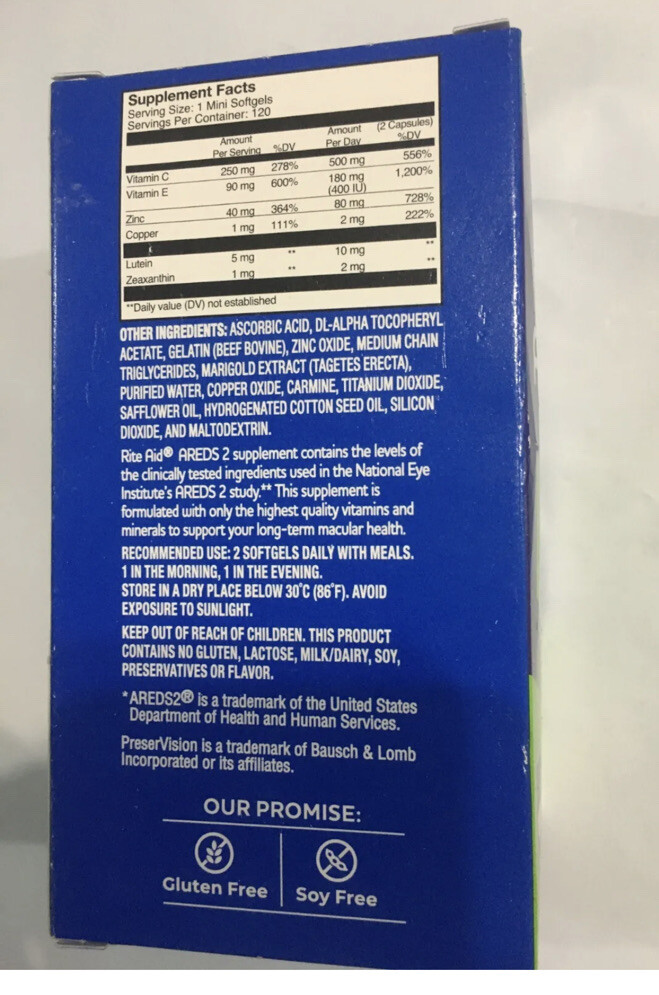 Supplement Facts
Serving Size: 1 Mini Softgels
Servings Per Container: 120
Amount Per Serving %DV Amount Per Day (2 Capsules) %DV
Vitamin C 250 mg 278% 500 mg 556%
Vitamin E 90 mg 600% 180 mg 1,200%
(400 IU)
Zinc 40 mg 364% 80 mg 728%
Copper 1 mg 111% 2 mg 222%
Lutein 5 mg ** 10 mg **
Zeaxanthin 1 mg ** 2 mg **
**Daily value (DV) not established
OTHER INGREDIENTS: ASCORBIC ACID, DL-ALPHA TOCOPHERYL
ACETATE, GELATIN (BEEF BOVINE), ZINC OXIDE, MEDIUM CHAIN
TRIGLYCERIDES, MARIGOLD EXTRACT (TAGETES ERECTA),
PURIFIED WATER, COPPER OXIDE, CARMINE, TITANIUM DIOXIDE,
SAFFLOWER OIL, HYDROGENATED COTTON SEED OIL, SILICON
DIOXIDE, AND MALTODEXTRIN.
Rite Aid® AREDS 2 supplement contains the levels of
the clinically tested ingredients used in the National Eye
Institute's AREDS 2 study.** This supplement is
formulated with only the highest quality vitamins and
minerals to support your long-term macular health.
RECOMMENDED USE: 2 SOFTGELS DAILY WITH MEALS.
1 IN THE MORNING, 1 IN THE EVENING.
STORE IN A DRY PLACE BELOW 30°C (86°F). AVOID
EXPOSURE TO SUNLIGHT.
KEEP OUT OF REACH OF CHILDREN. THIS PRODUCT
CONTAINS NO GLUTEN, LACTOSE, MILK/DAIRY, SOY,
PRESERVATIVES OR FLAVOR.
*AREDS2® is a trademark of the United States
Department of Health and Human Services.
PreserVision is a trademark of Bausch & Lomb
Incorporated or its affiliates.
OUR PROMISE:
Gluten Free Soy Free